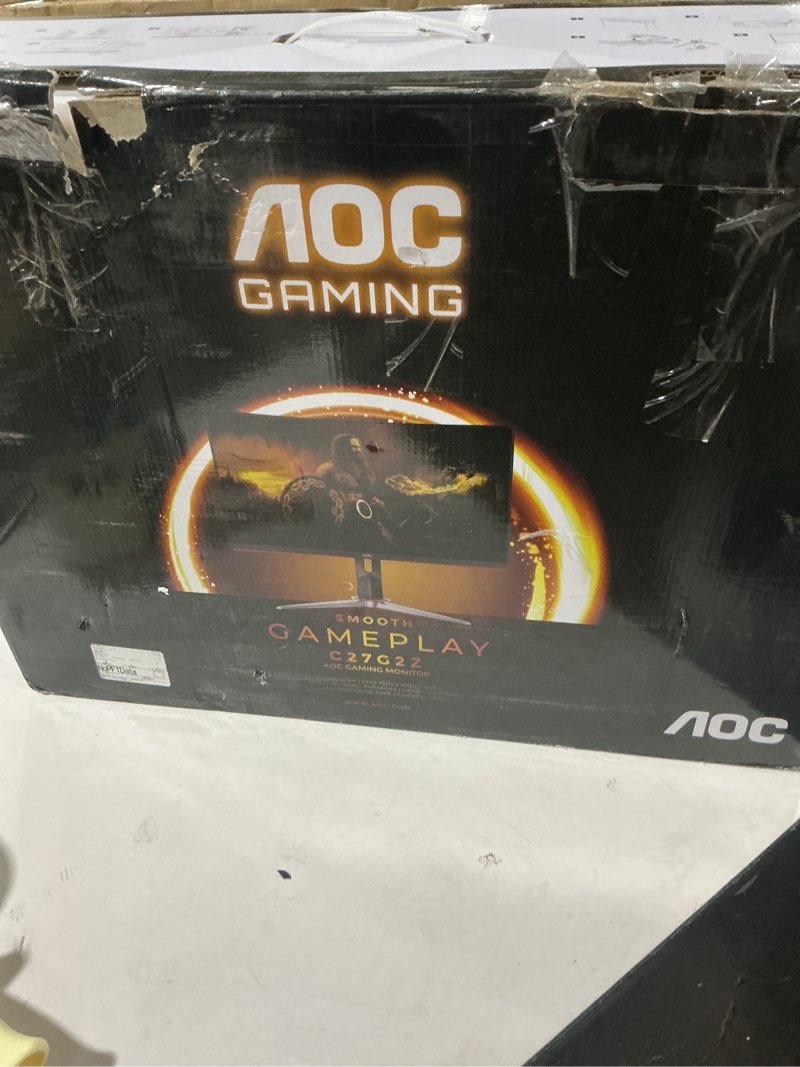 AOC
GAMING
SMOOTH
GAMEPLAY
C27G2Z
AOC GAMING MONITOR
WWW.AOC.COM
AOC